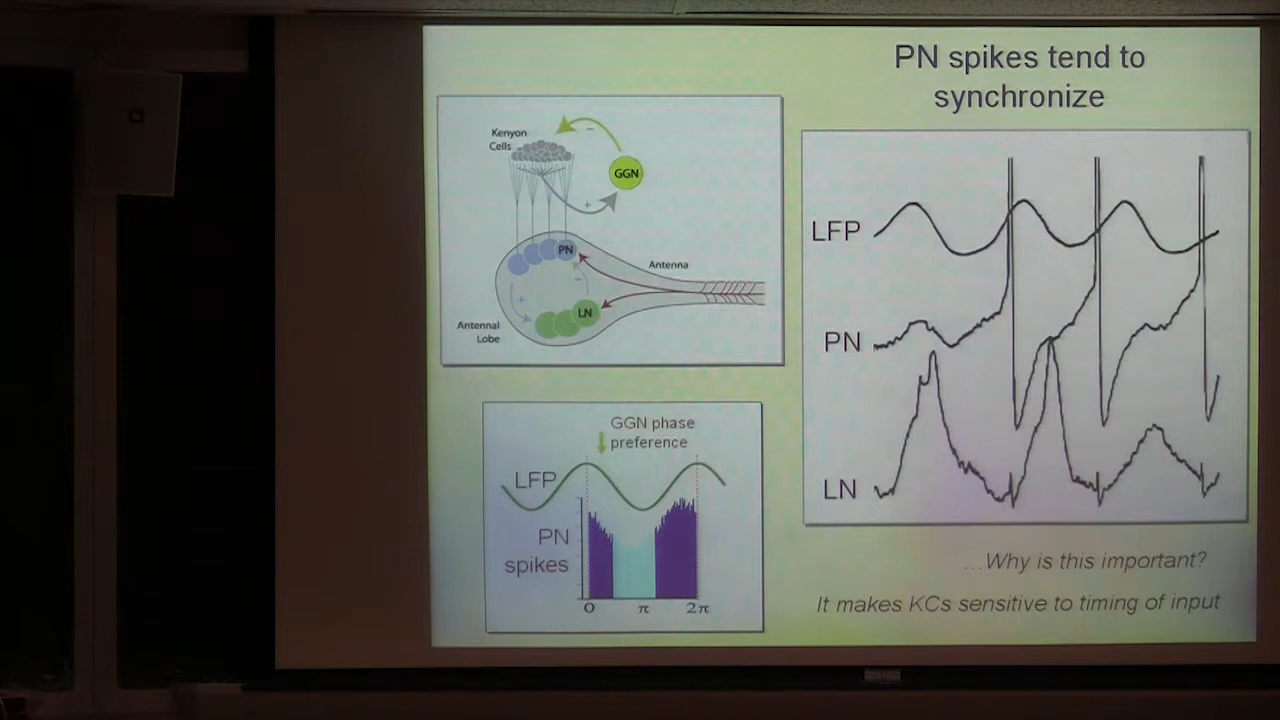 PN spikes tend to
synchronize
Kenyon
Cells
−
GGN
+
PN
Antenna
−
+
LN
Antennal
Lobe
LFP
PN
LN
GGN phase
preference
LFP
PN
spikes
0 π 2π
...Why is this important?
It makes KCs sensitive to timing of input